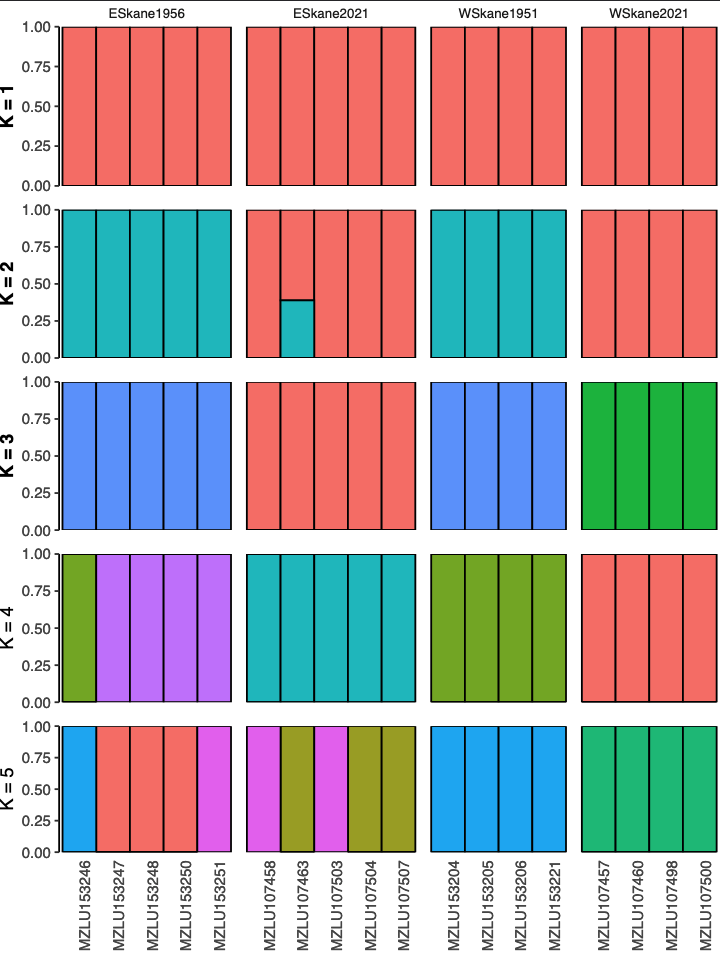 ESkane1956 ESkane2021 WSkane1951 WSkane2021
K = 1
1.00
0.75
0.50
0.25
0.00
K = 2
1.00
0.75
0.50
0.25
0.00
K = 3
1.00
0.75
0.50
0.25
0.00
K = 4
1.00
0.75
0.50
0.25
0.00
K = 5
1.00
0.75
0.50
0.25
0.00
MZLU153246
MZLU153247
MZLU153248
MZLU153250
MZLU153251
MZLU107458
MZLU107463
MZLU107503
MZLU107504
MZLU107507
MZLU153204
MZLU153205
MZLU153206
MZLU153221
MZLU107457
MZLU107460
MZLU107498
MZLU107500